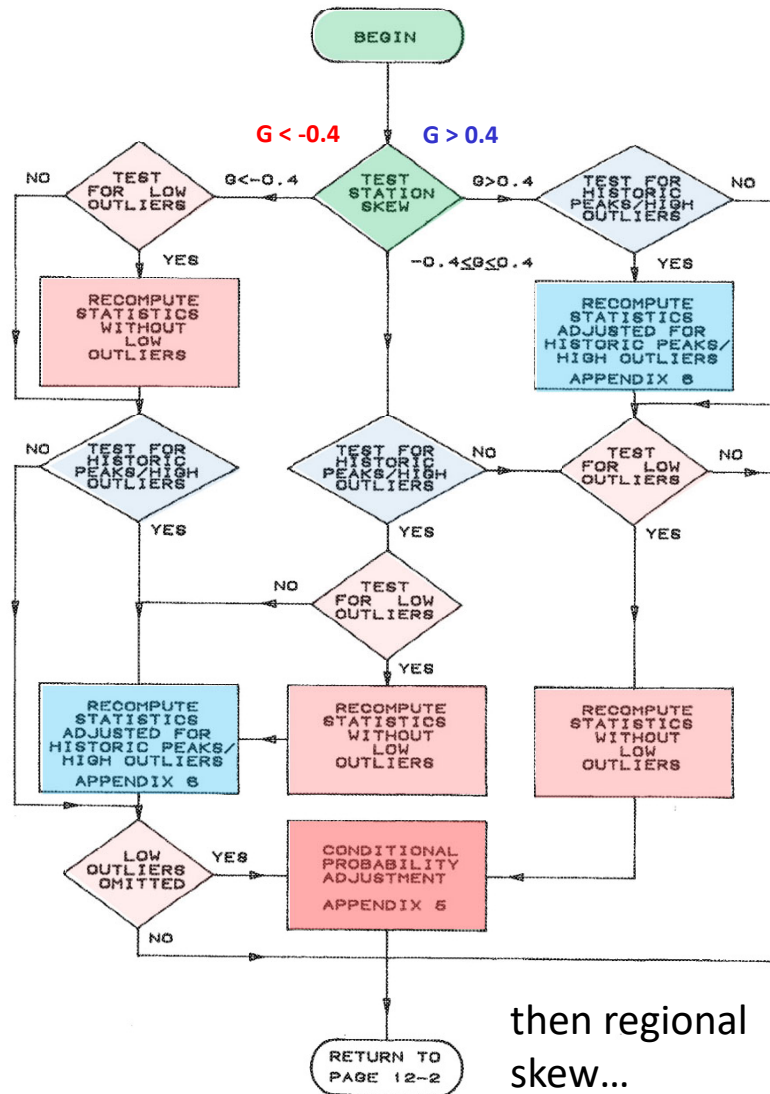 BEGIN
G < -0.4
G > 0.4
TEST
STATION
SKEW
G<-0.4
G>0.4
-0.4≤G≤0.4
NO
TEST
FOR LOW
OUTLIERS
YES
TEST FOR
HISTORIC
PEAKS/HIGH
OUTLIERS
NO
YES
RECOMPUTE
STATISTICS
WITHOUT
LOW
OUTLIERS
RECOMPUTE
STATISTICS
ADJUSTED FOR
HISTORIC PEAKS/
HIGH OUTLIERS
APPENDIX 6
NO
TEST FOR
HISTORIC
PEAKS/HIGH
OUTLIERS
YES
TEST FOR
HISTORIC
PEAKS/HIGH
OUTLIERS
NO
YES
TEST
FOR LOW
OUTLIERS
NO
YES
NO
TEST
FOR LOW
OUTLIERS
YES
RECOMPUTE
STATISTICS
ADJUSTED FOR
HISTORIC PEAKS/
HIGH OUTLIERS
APPENDIX 6
RECOMPUTE
STATISTICS
WITHOUT
LOW
OUTLIERS
RECOMPUTE
STATISTICS
WITHOUT
LOW
OUTLIERS
LOW
OUTLIERS
OMITTED
YES
NO
CONDITIONAL
PROBABILITY
ADJUSTMENT
APPENDIX 5
RETURN TO
PAGE 12-2
then regional
skew…